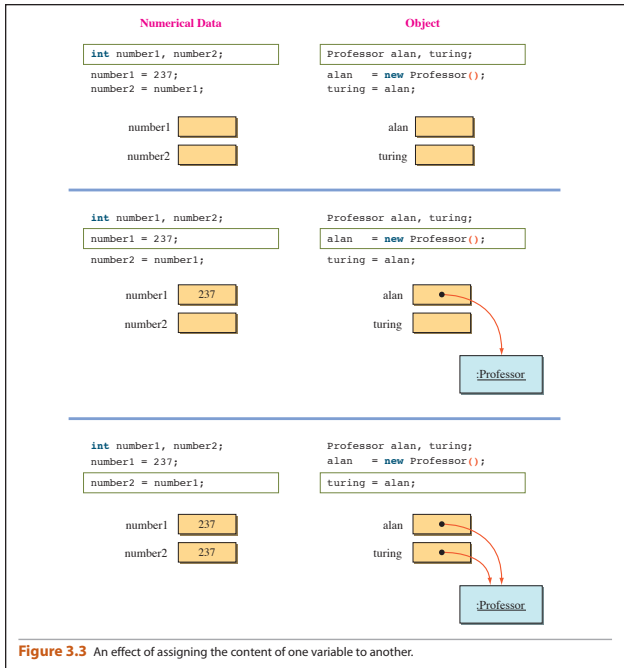 Numerical Data
Object
int number1, number2;
number1 = 237;
number2 = number1;
Professor alan, turing;
alan   = new Professor();
turing = alan;
number1
number2
alan
turing
int number1, number2;
number1 = 237;
number2 = number1;
Professor alan, turing;
alan   = new Professor();
turing = alan;
number1 237
number2
alan
turing
:Professor
int number1, number2;
number1 = 237;
number2 = number1;
Professor alan, turing;
alan   = new Professor();
turing = alan;
number1 237
number2 237
alan
turing
:Professor
Figure 3.3 An effect of assigning the content of one variable to another.